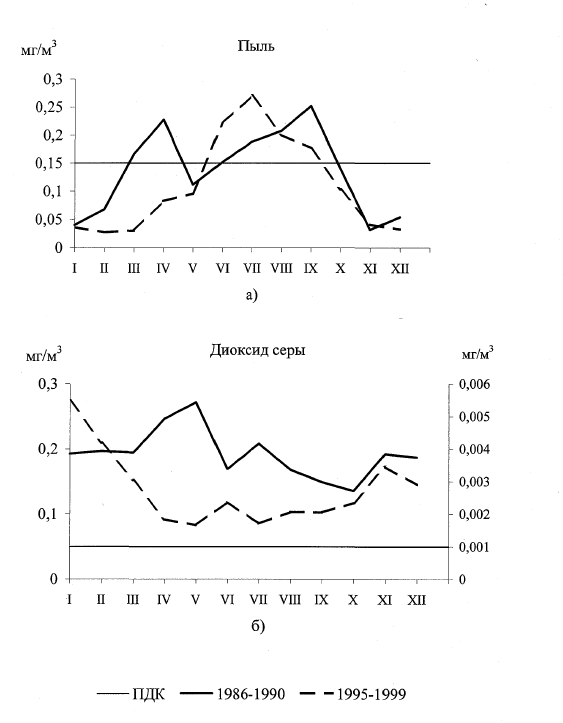 Пыль
мг/м³
0,3
0,25
0,2
0,15
0,1
0,05
0
I II III IV V VI VII VIII IX X XI XII
а)
Диоксид серы
мг/м³ мг/м³
0,3 0,006
0,005
0,2 0,004
0,003
0,1 0,002
0,001
0 0
I II III IV V VI VII VIII IX X XI XII
б)
ПДК 1986-1990 1995-1999